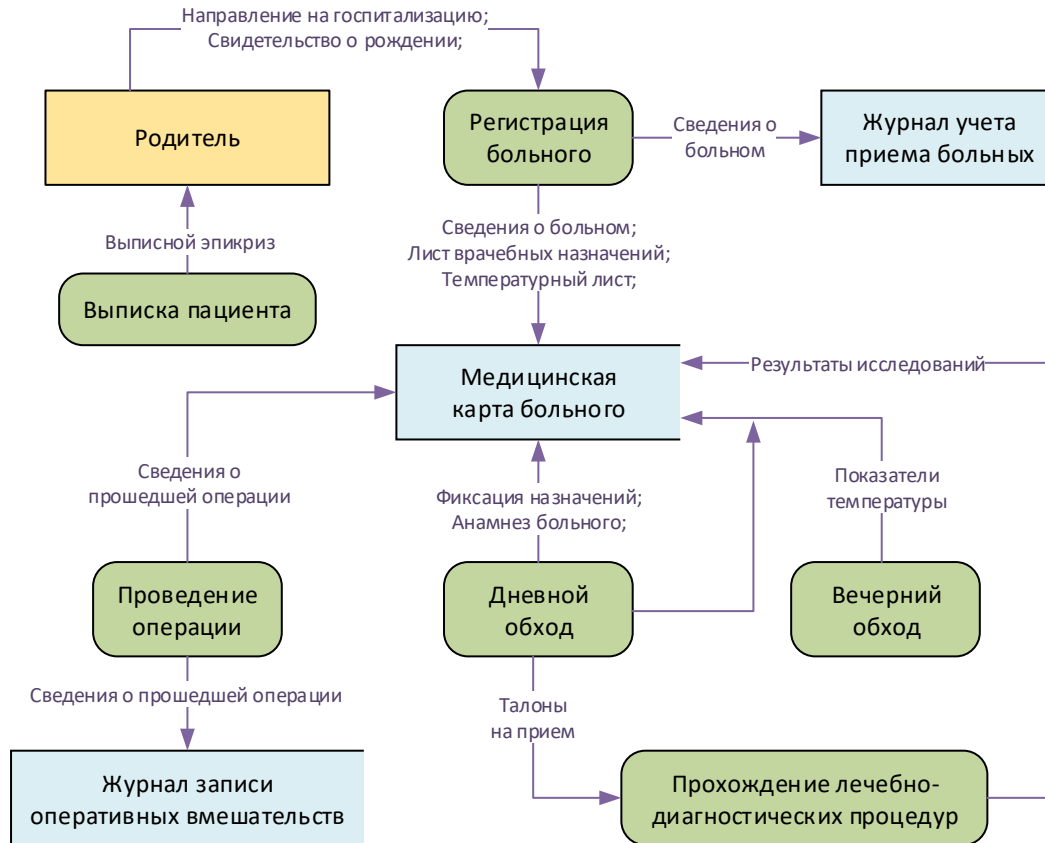 Направление на госпитализацию;
Свидетельство о рождении;
Родитель
Регистрация
больного
Сведения о
больном
Журнал учета
приема больных
Выписной эпикриз
Выписка пациента
Сведения о больном;
Лист врачебных назначений;
Температурный лист;
Медицинская
карта больного
Результаты исследований
Сведения о
прошедшей операции
Фиксация назначений;
Анамнез больного;
Показатели
температуры
Проведение
операции
Дневной
обход
Вечерний
обход
Сведения о прошедшей операции
Талоны
на прием
Журнал записи
оперативных вмешательств
Прохождение лечебно-
диагностических процедур